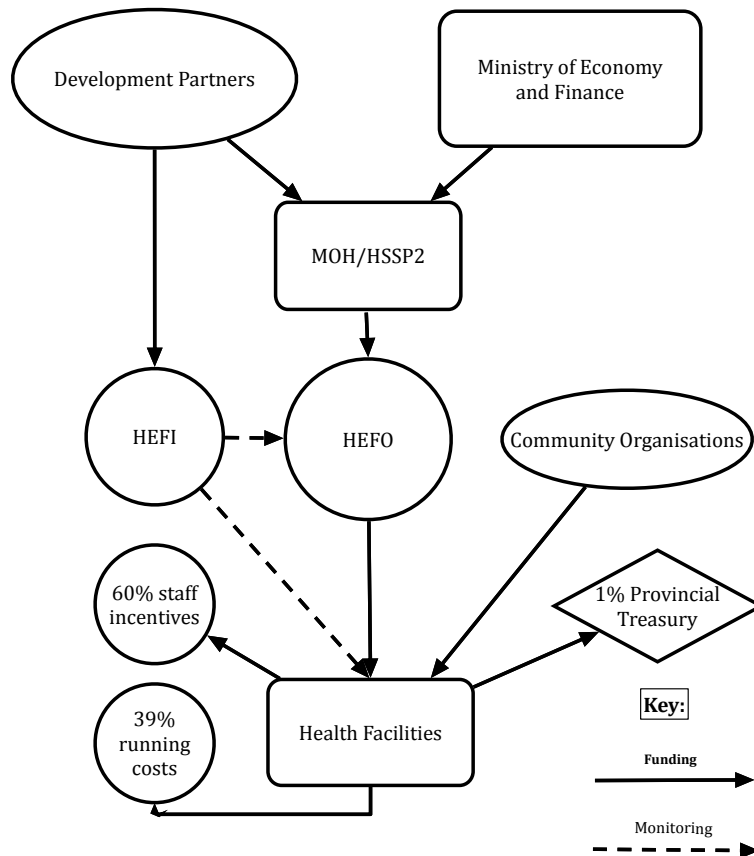 Development Partners
Ministry of Economy
and Finance
MOH/HSSP2
HEFI
HEFO
Community Organisations
60% staff
incentives
1% Provincial
Treasury
39%
running
costs
Health Facilities
Key:
Funding
Monitoring